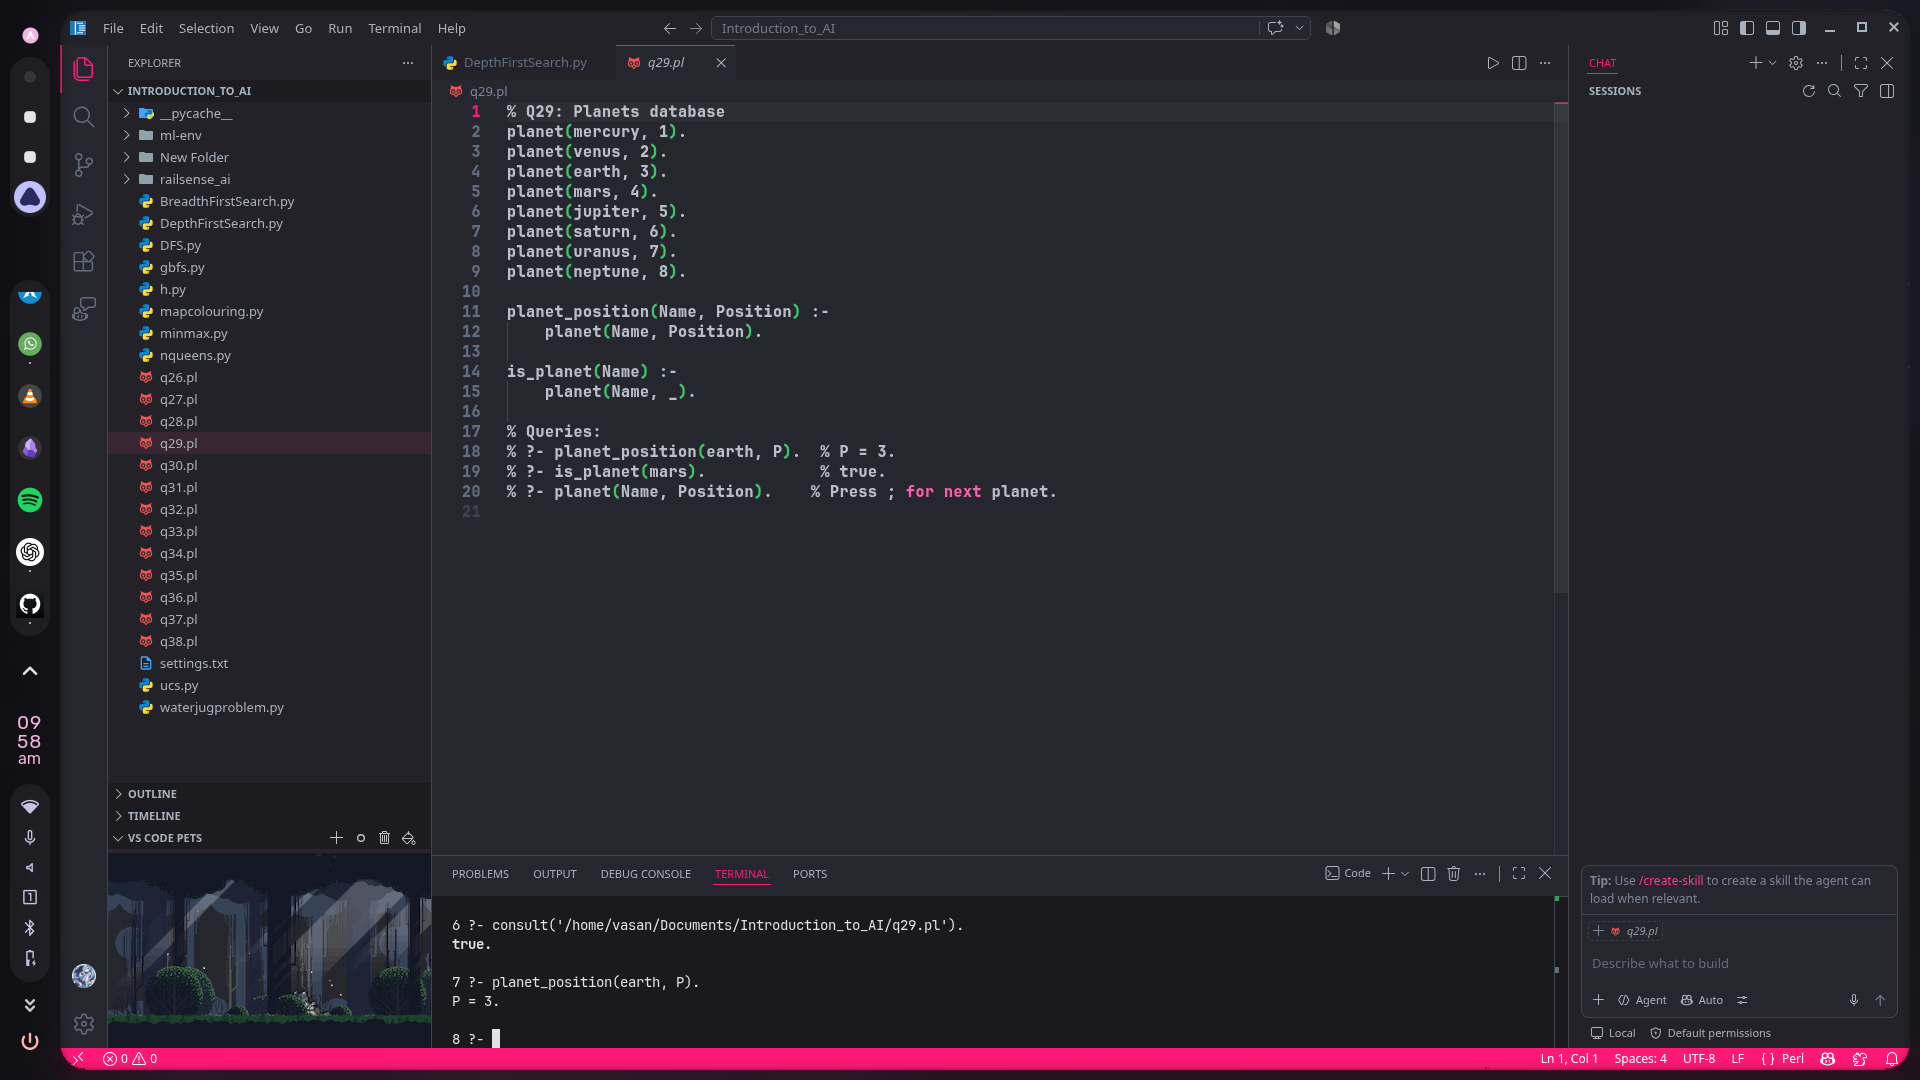 File Edit Selection View Go Run Terminal Help
Introduction_to_AI
EXPLORER
INTRODUCTION_TO_AI
__pycache__
ml-env
New Folder
railsense_ai
BreadthFirstSearch.py
DepthFirstSearch.py
DFS.py
gbfs.py
h.py
mapcolouring.py
minmax.py
nqueens.py
q26.pl
q27.pl
q28.pl
q29.pl
q30.pl
q31.pl
q32.pl
q33.pl
q34.pl
q35.pl
q36.pl
q37.pl
q38.pl
settings.txt
ucs.py
waterjugproblem.py
OUTLINE
TIMELINE
VS CODE PETS
09
58
am
DepthFirstSearch.py q29.pl
q29.pl
1 % Q29: Planets database
2 planet(mercury, 1).
3 planet(venus, 2).
4 planet(earth, 3).
5 planet(mars, 4).
6 planet(jupiter, 5).
7 planet(saturn, 6).
8 planet(uranus, 7).
9 planet(neptune, 8).
10
11 planet_position(Name, Position) :-
12 planet(Name, Position).
13
14 is_planet(Name) :-
15 planet(Name, _).
16
17 % Queries:
18 % ?- planet_position(earth, P). % P = 3.
19 % ?- is_planet(mars). % true.
20 % ?- planet(Name, Position). % Press ; for next planet.
21
PROBLEMS OUTPUT DEBUG CONSOLE TERMINAL PORTS
Code
6 ?- consult('/home/vasan/Documents/Introduction_to_AI/q29.pl').
true.
7 ?- planet_position(earth, P).
P = 3.
8 ?-
CHAT
SESSIONS
Tip: Use /create-skill to create a skill the agent can
load when relevant.
q29.pl
Describe what to build
Agent Auto
Local Default permissions
0 0
Ln 1, Col 1 Spaces: 4 UTF-8 LF { } Perl